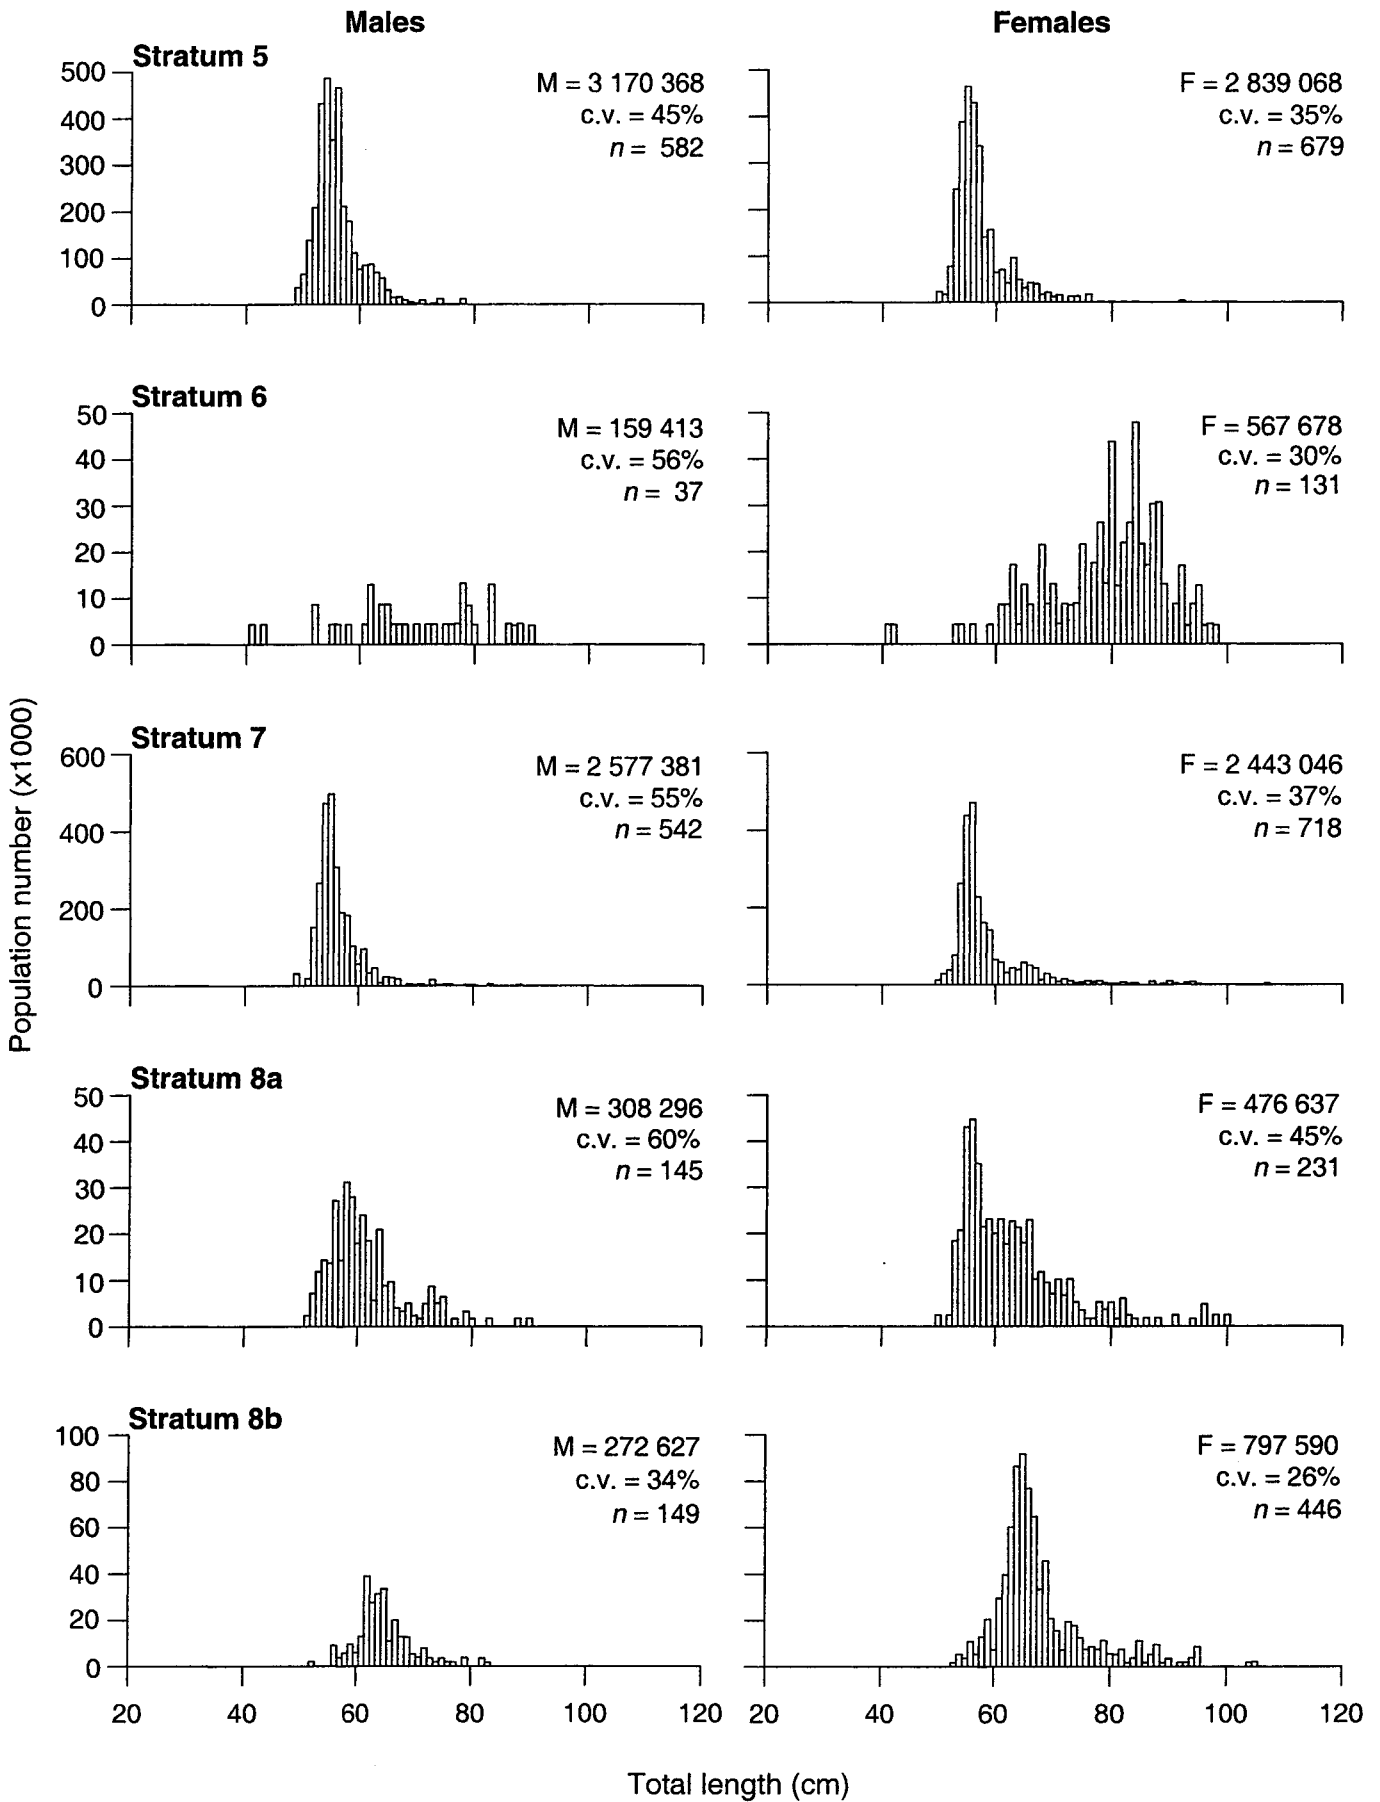 Males
Females
Stratum 5
500
400
300
200
100
0
M = 3 170 368
c.v. = 45%
n = 582
F = 2 839 068
c.v. = 35%
n = 679
Stratum 6
50
40
30
20
10
0
M = 159 413
c.v. = 56%
n = 37
F = 567 678
c.v. = 30%
n = 131
Stratum 7
600
400
200
0
M = 2 577 381
c.v. = 55%
n = 542
F = 2 443 046
c.v. = 37%
n = 718
Stratum 8a
50
40
30
20
10
0
M = 308 296
c.v. = 60%
n = 145
F = 476 637
c.v. = 45%
n = 231
Stratum 8b
100
80
60
40
20
0
M = 272 627
c.v. = 34%
n = 149
F = 797 590
c.v. = 26%
n = 446
20 40 60 80 100 120
20 40 60 80 100 120
Population number (x1000)
Total length (cm)